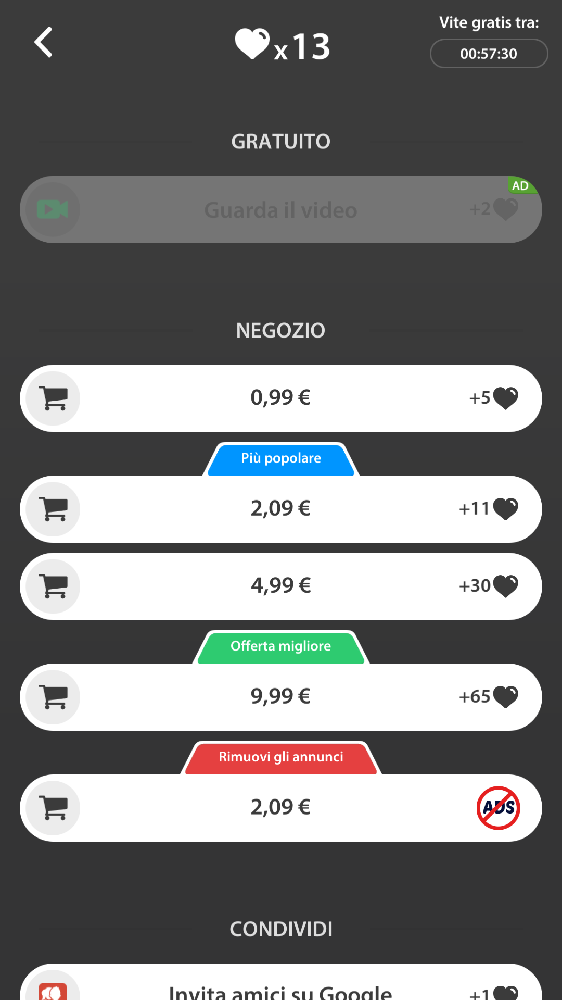 x13
Vite gratis tra:
00:57:30
GRATUITO
AD
Guarda il video
+2
NEGOZIO
0,99 €
+5
Più popolare
2,09 €
+11
4,99 €
+30
Offerta migliore
9,99 €
+65
Rimuovi gli annunci
2,09 €
ADS
CONDIVIDI
Invita amici su Google
+1